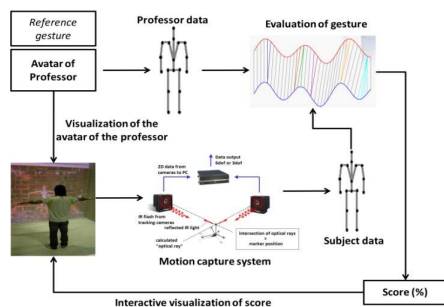 Reference
gesture
Avatar of
Professor
Professor data
Evaluation of gesture
Visualization of the
avatar of the professor
2D data from
cameras to PC
Data output
6dof or 3dof
IR flash from
tracking cameras
reflected IR light
calculated
"optical ray"
intersection of optical rays
=
marker position
Motion capture system
Subject data
Score (%)
Interactive visualization of score